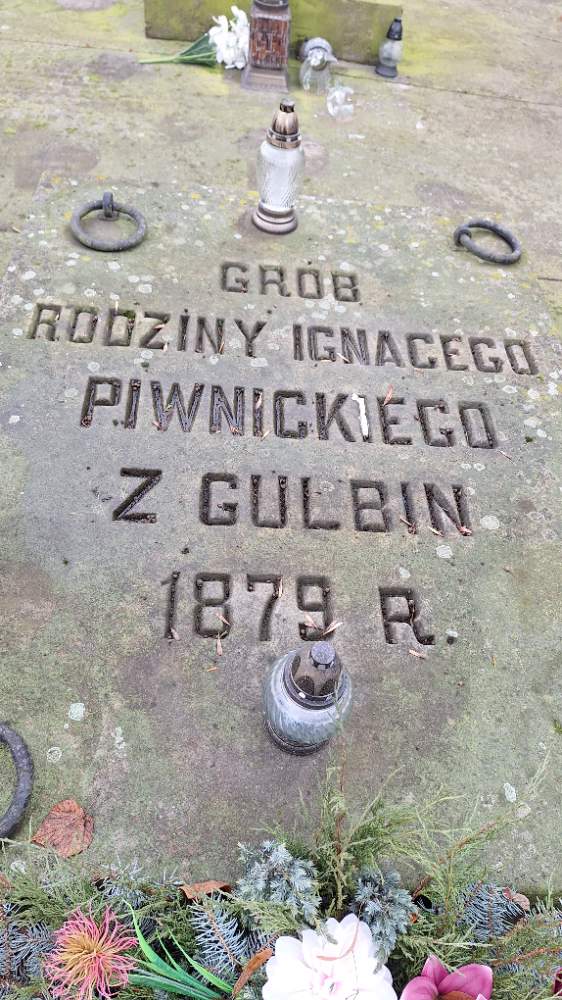 GRÓB
RODZINY IGNACEGO
PIWNICKIEGO
Z GULBIN
1879 R.